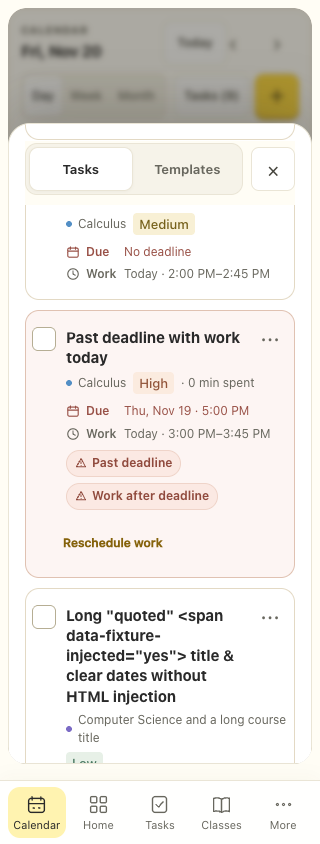 CALENDAR
Fri, Nov 20
Today
Day Week Month Tasks (9) +
Tasks Templates ×
Calculus Medium
Due No deadline
Work Today · 2:00 PM–2:45 PM
Past deadline with work
today
Calculus High · 0 min spent
Due Thu, Nov 19 · 5:00 PM
Work Today · 3:00 PM–3:45 PM
Past deadline
Work after deadline
Reschedule work
Long "quoted" <span
data-fixture-
injected="yes"> title &
clear dates without
HTML injection
Computer Science and a long course
title
Low
Calendar Home Tasks Classes More